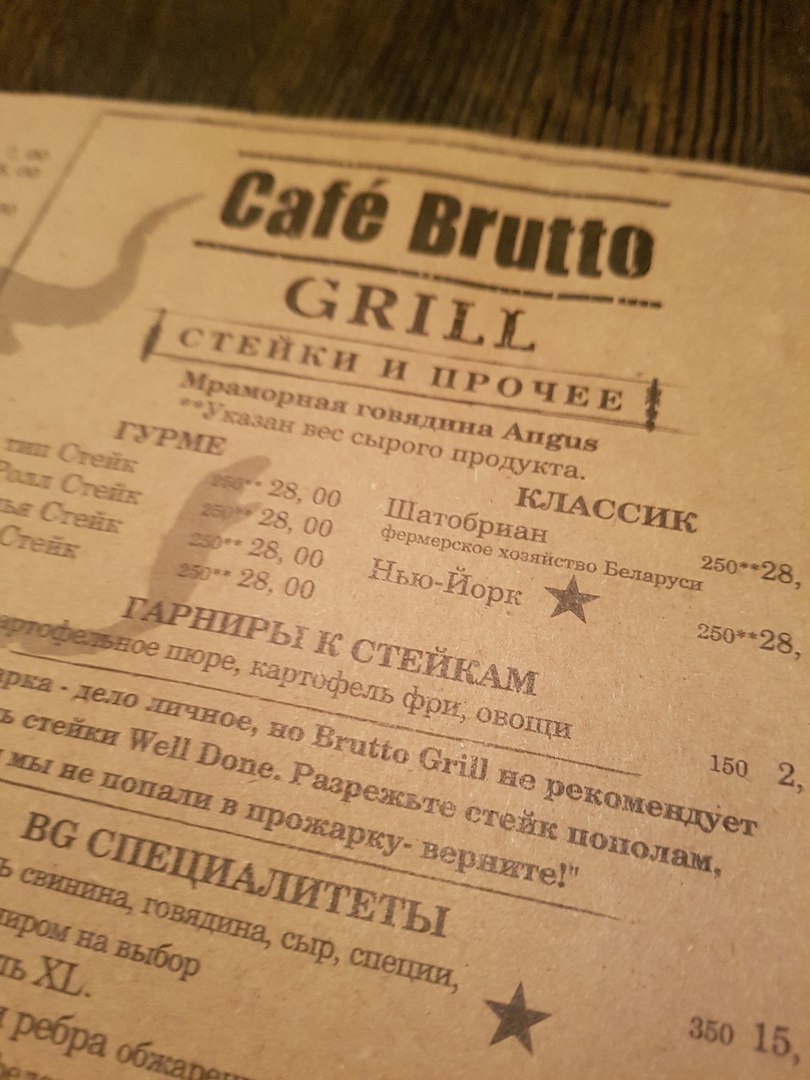 Café Brutto
GRILL
СТЕЙКИ И ПРОЧЕЕ
Мраморная говядина Angus
**Указан вес сырого продукта.
ГУРМЕ
тип Стейк 250** 28, 00
Ролл Стейк 250** 28, 00
Стейк 250** 28, 00
Стейк 250** 28, 00
КЛАССИК
Шатобриан 250**28,
фермерское хозяйство Беларуси
Нью-Йорк 250**28,
ГАРНИРЫ К СТЕЙКАМ
картофельное пюре, картофель фри, овощи 150 2,
- дело личное, но Brutto Grill не рекомендует
стейки Well Done. Разрежьте стейк пополам,
мы не попали в прожарку- верните!"
BG СПЕЦИАЛИТЕТЫ
свинина, говядина, сыр, специи,
на выбор 350 15,
XL.
ребра